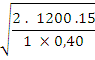 √(2 . 1200 .15
1 ×0,40)